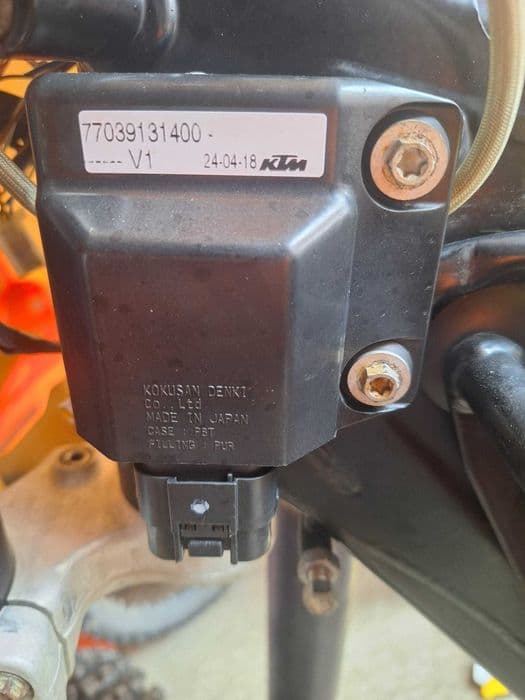 77039131400 -
----- V1 24-04-18 KTM
KOKUSAN DENKI
Co.,Ltd
MADE IN JAPAN
CASE : PBT
FILLING : PUR